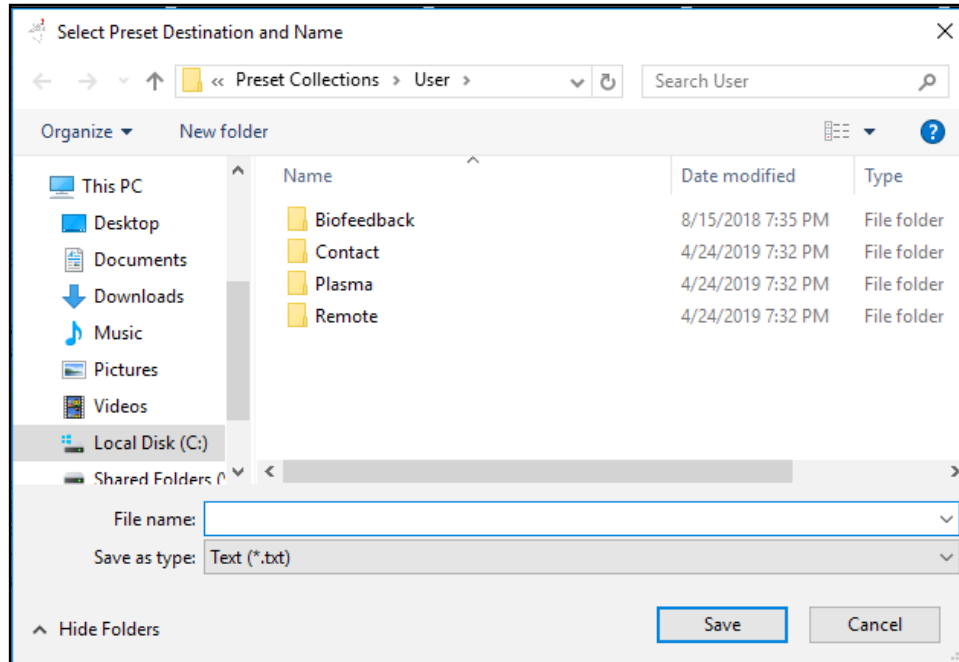 Select Preset Destination and Name
« Preset Collections > User >
Search User
Organize
New folder
?
Name
Date modified
Type
This PC
Desktop
Documents
Downloads
Music
Pictures
Videos
Local Disk (C:)
Shared Folders (
Biofeedback 8/15/2018 7:35 PM File folder
Contact 4/24/2019 7:32 PM File folder
Plasma 4/24/2019 7:32 PM File folder
Remote 4/24/2019 7:32 PM File folder
File name:
Save as type: Text (*.txt)
Hide Folders
Save
Cancel